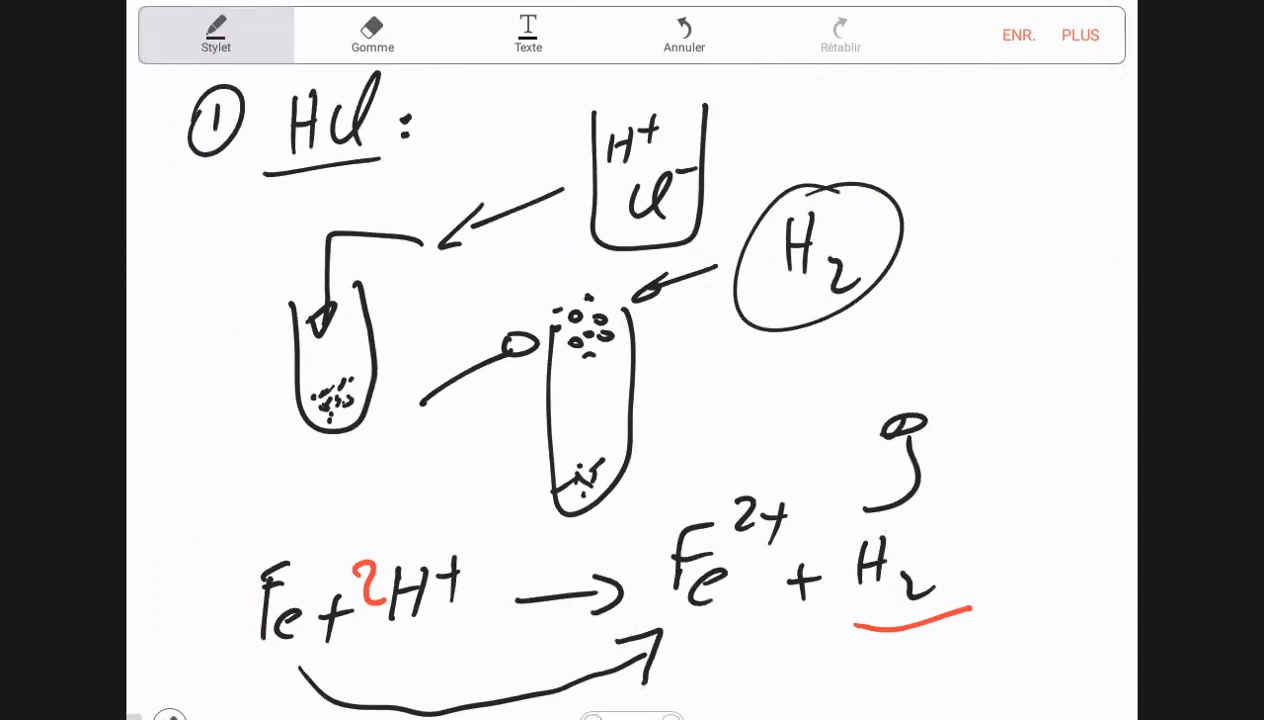 Stylet Gomme Texte Annuler Rétablir ENR. PLUS
① HCl :
H+
Cl-
H2
Fe + 2H+ → Fe2+ + H2